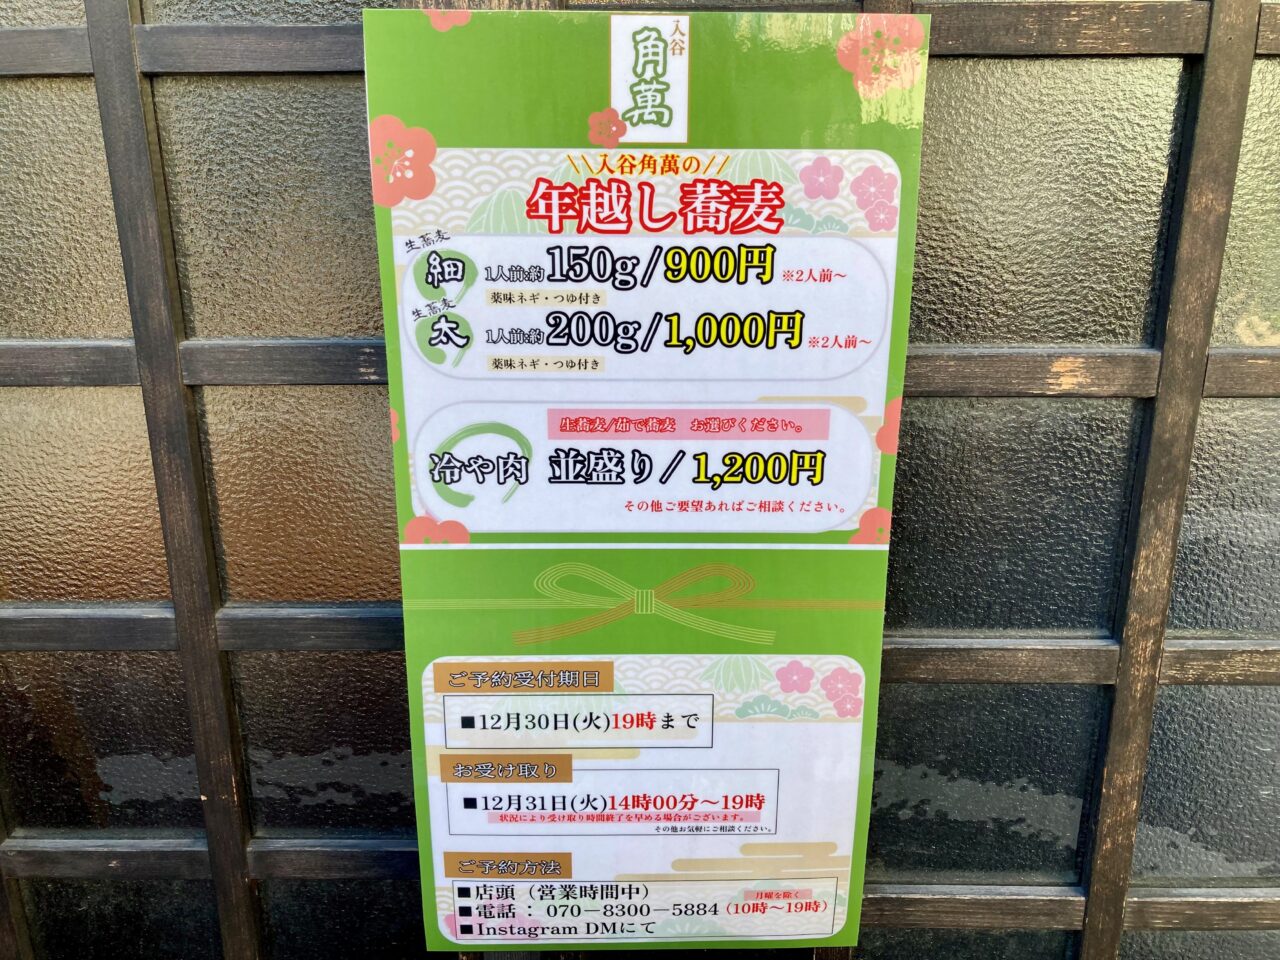 入谷
角萬
\\入谷角萬の//
年越し蕎麦
生蕎麦
細 1人前:約150g/900円 ※2人前〜
薬味ネギ・つゆ付き
生蕎麦
太 1人前:約200g/1,000円 ※2人前〜
薬味ネギ・つゆ付き
生蕎麦/茹で蕎麦 お選びください。
冷や肉 並盛り/1,200円
その他ご要望あればご相談ください。
ご予約受付期日
■12月30日(火)19時まで
お受け取り
■12月31日(火)14時00分〜19時
状況により受け取り時間終了を早める場合がございます。
その他お気軽にご相談ください。
ご予約方法
■店頭（営業時間中）
月曜を除く
■電話： 070－8300－5884（10時〜19時）
■Instagram DMにて